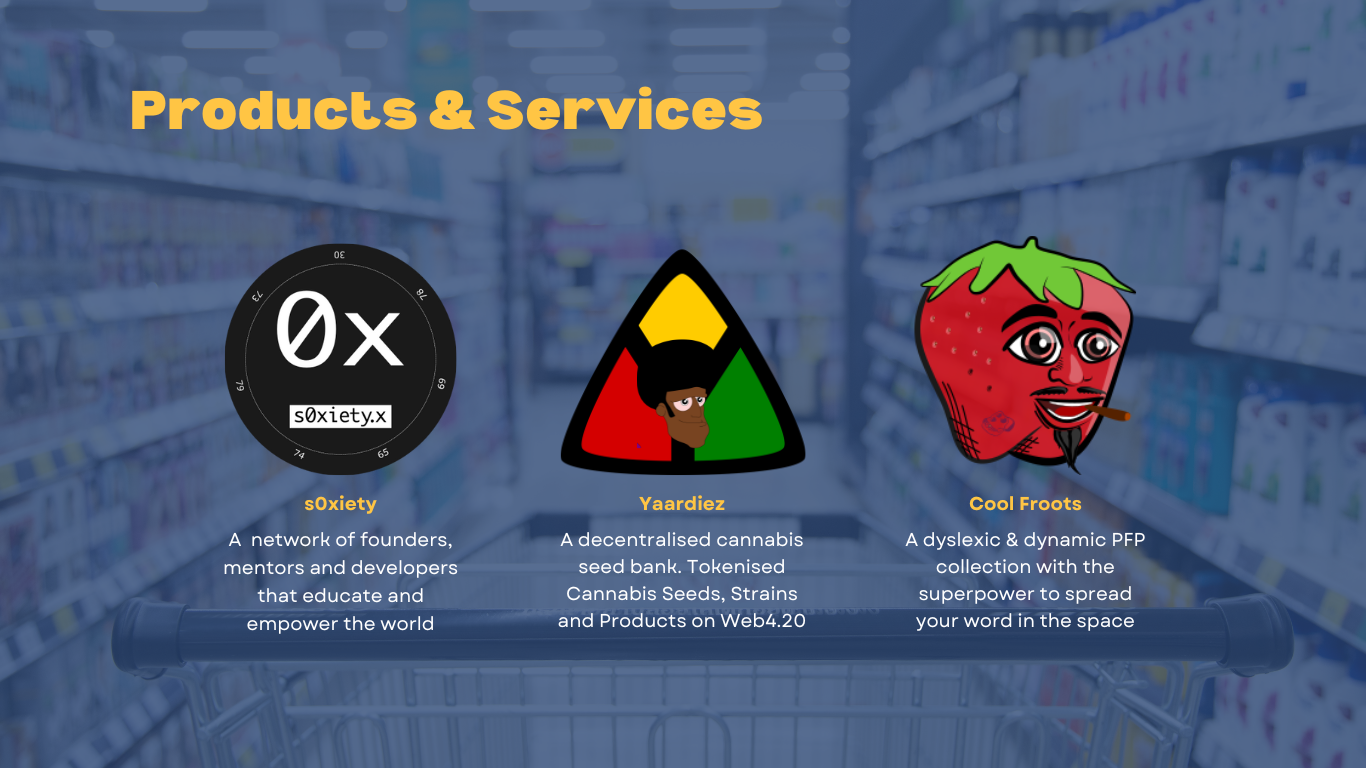 Products & Services
30
73
78
0x
79
69
s0xiety.x
74
65
s0xiety
A network of founders,
mentors and developers
that educate and
empower the world
Yaardiez
A decentralised cannabis
seed bank. Tokenised
Cannabis Seeds, Strains
and Products on Web4.20
Cool Froots
A dyslexic & dynamic PFP
collection with the
superpower to spread
your word in the space